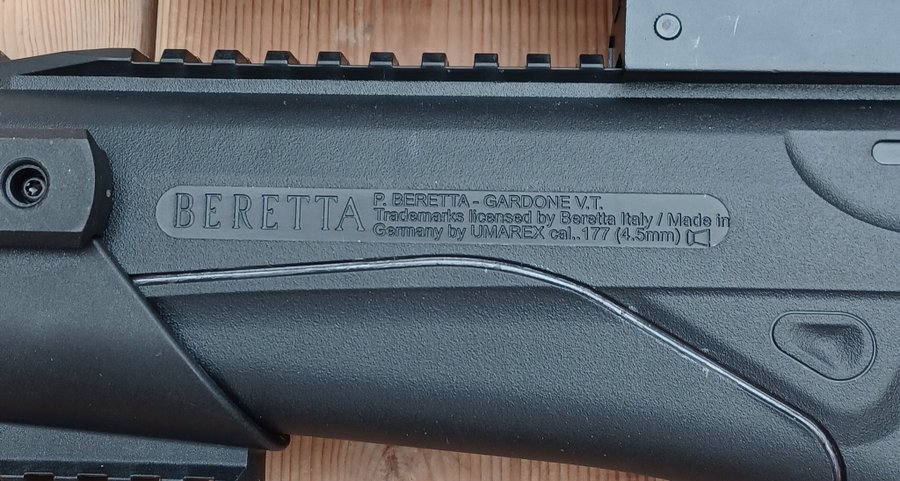 BERETTA
P. BERETTA - GARDONE V.T.
Trademarks licensed by Beretta Italy / Made in
Germany by UMAREX cal..177 (4.5mm)